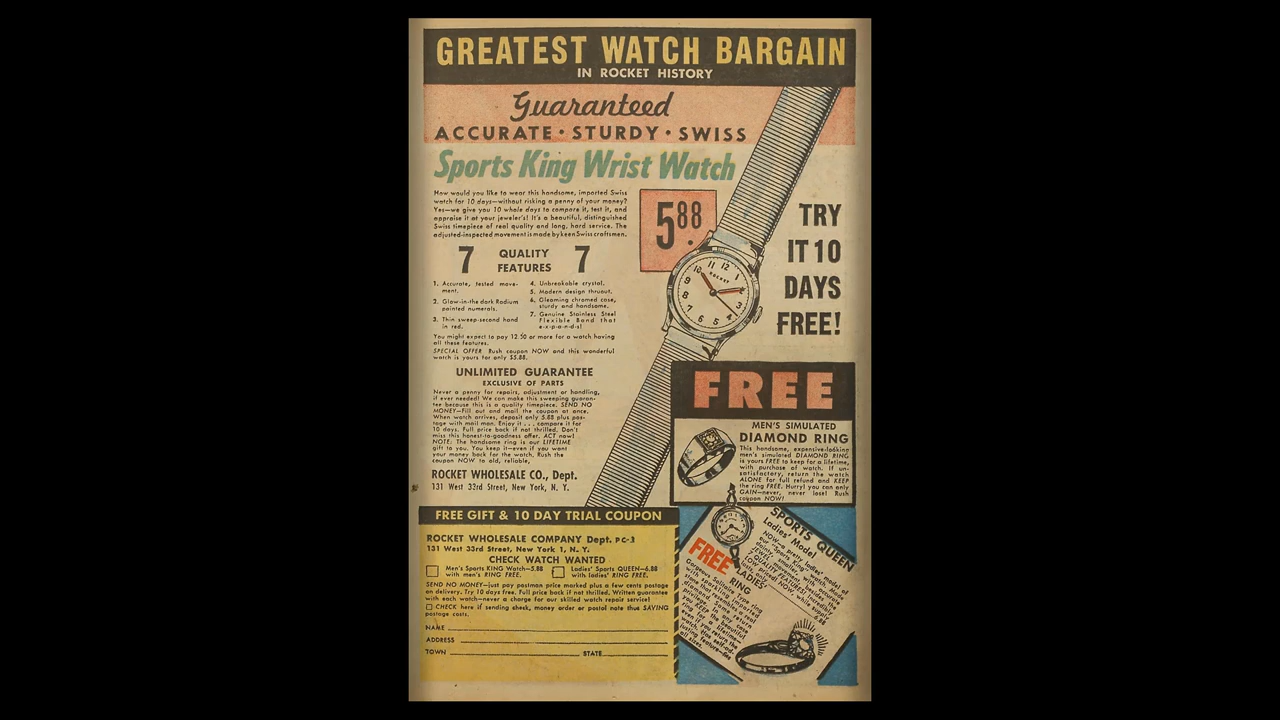 GREATEST WATCH BARGAIN
IN ROCKET HISTORY
Guaranteed
ACCURATE • STURDY • SWISS
Sports King Wrist Watch
How would you like to wear this handsome, imported Swiss
watch for 10 days—without risking a penny of your money?
Yes—we give you 10 whole days to compare it, test it, and
appraise it at your jeweler's! It's a beautiful, distinguished
Swiss timepiece of real quality and long, hard service. The
adjusted-inspected movement is made by keen Swiss craftsmen.
5.88
TRY
IT 10
DAYS
FREE!
7 QUALITY FEATURES 7
1. Accurate, tested move-
ment.
2. Glow-in-the dark Radium
painted numerals.
3. Thin sweep-second hand
in red.
4. Unbreakable crystal.
5. Modern design thruout.
6. Gleaming chromed case,
sturdy and handsome.
7. Genuine Stainless Steel
Flexible Band that
e-x-p-a-n-d-s!
You might expect to pay 12.50 or more for a watch having
all these features.
SPECIAL OFFER Rush coupon NOW and this wonderful
watch is yours for only $5.88.
UNLIMITED GUARANTEE
EXCLUSIVE OF PARTS
Never a penny for repairs, adjustment or handling,
if ever needed! We can make this sweeping guaran-
tee because this is a quality timepiece. SEND NO
MONEY—Fill out and mail the coupon at once.
When watch arrives, deposit only 5.88 plus pos-
tage with mail man. Enjoy it . . . compare it for
10 days. Full price back if not thrilled. Don't
miss this honest-to-goodness offer. ACT now!
NOTE. The handsome ring is our LIFETIME
gift to you. You keep it—even if you want
your money back for the watch. Rush the
coupon NOW to old, reliable,
ROCKET WHOLESALE CO., Dept.
131 West 33rd Street, New York, N. Y.
ROCKET
12
1
2
3
4
5
6
7
8
9
10
11
FREE
MEN'S SIMULATED
DIAMOND RING
This handsome, expensive-looking
men's simulated DIAMOND RING
is yours FREE to keep for a lifetime,
with purchase of watch. If un-
satisfactory, return the watch
ALONE for full refund and KEEP
the ring FREE. Hurry! You can only
GAIN—never, never lose! Rush
coupon NOW!
FREE GIFT & 10 DAY TRIAL COUPON
ROCKET WHOLESALE COMPANY Dept. PC-3
131 West 33rd Street, New York 1, N. Y.
CHECK WATCH WANTED
Men's Sports KING Watch—5.88
with men's RING FREE.
Ladies' Sports QUEEN—6.88
with ladies' RING FREE.
SEND NO MONEY—just pay postman price marked plus a few cents postage
on delivery. Try 10 days free. Full price back if not thrilled. Written guarantee
with each watch—never a charge for our skilled watch repair service!
CHECK here if sending check, money order or postal note thus SAVING
postage costs.
NAME
ADDRESS
TOWN STATE
SPORTS QUEEN
Ladies' Model
FREE
LADIES'
RING